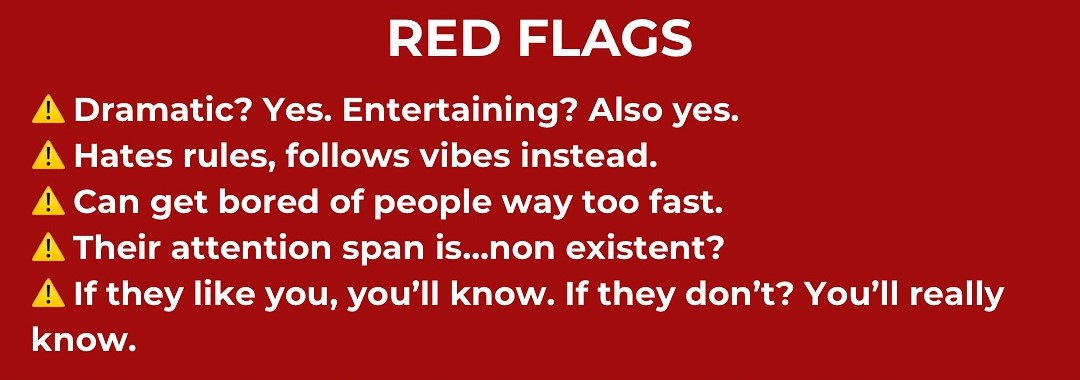 RED FLAGS
⚠️ Dramatic? Yes. Entertaining? Also yes.
⚠️ Hates rules, follows vibes instead.
⚠️ Can get bored of people way too fast.
⚠️ Their attention span is...non existent?
⚠️ If they like you, you’ll know. If they don’t? You’ll really
know.